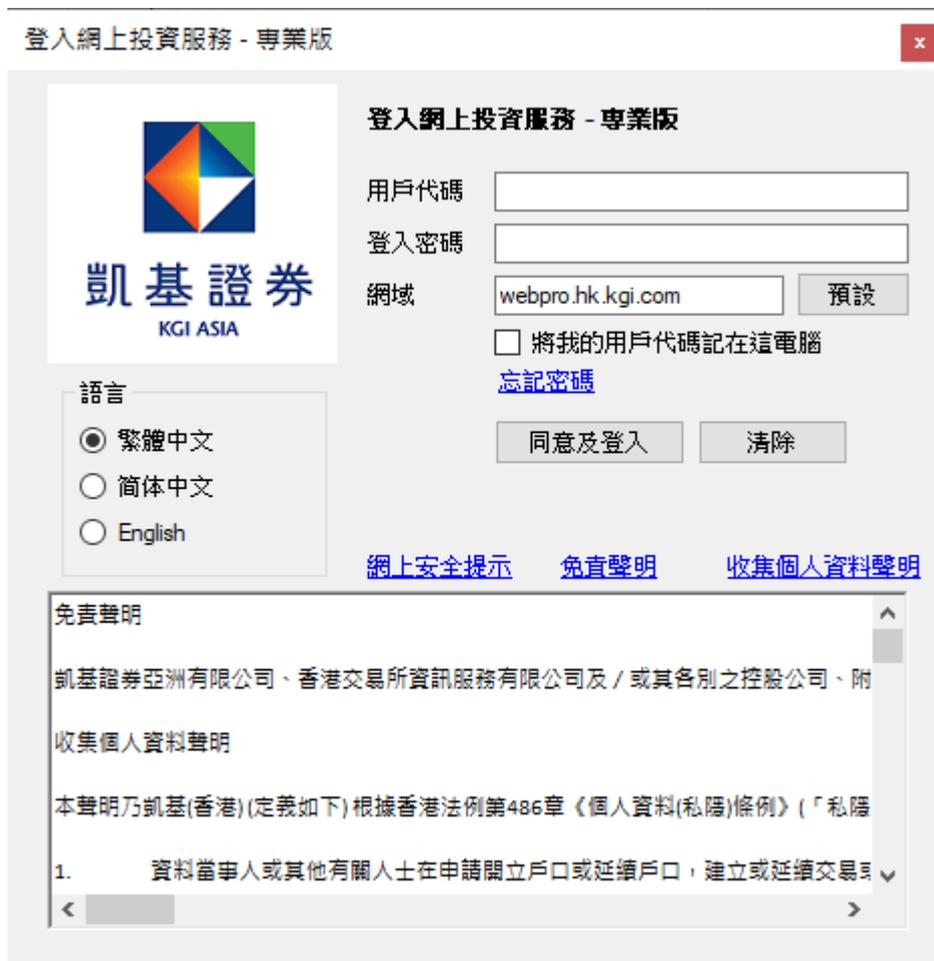 登入網上投資服務 - 專業版
x
登入網上投資服務 - 專業版
凱基證券
KGI ASIA
用戶代碼
登入密碼
網域 webpro.hk.kgi.com 預設
將我的用戶代碼記在這電腦
忘記密碼
同意及登入 清除
語言
繁體中文
简体中文
English
網上安全提示 免責聲明 收集個人資料聲明
免責聲明
凱基證券亞洲有限公司、香港交易所資訊服務有限公司及 / 或其各別之控股公司、附
收集個人資料聲明
本聲明乃凱基(香港) (定義如下) 根據香港法例第486章《個人資料(私隱)條例》(「私隱
1. 資料當事人或其他有關人士在申請開立戶口或延續戶口，建立或延續交易或